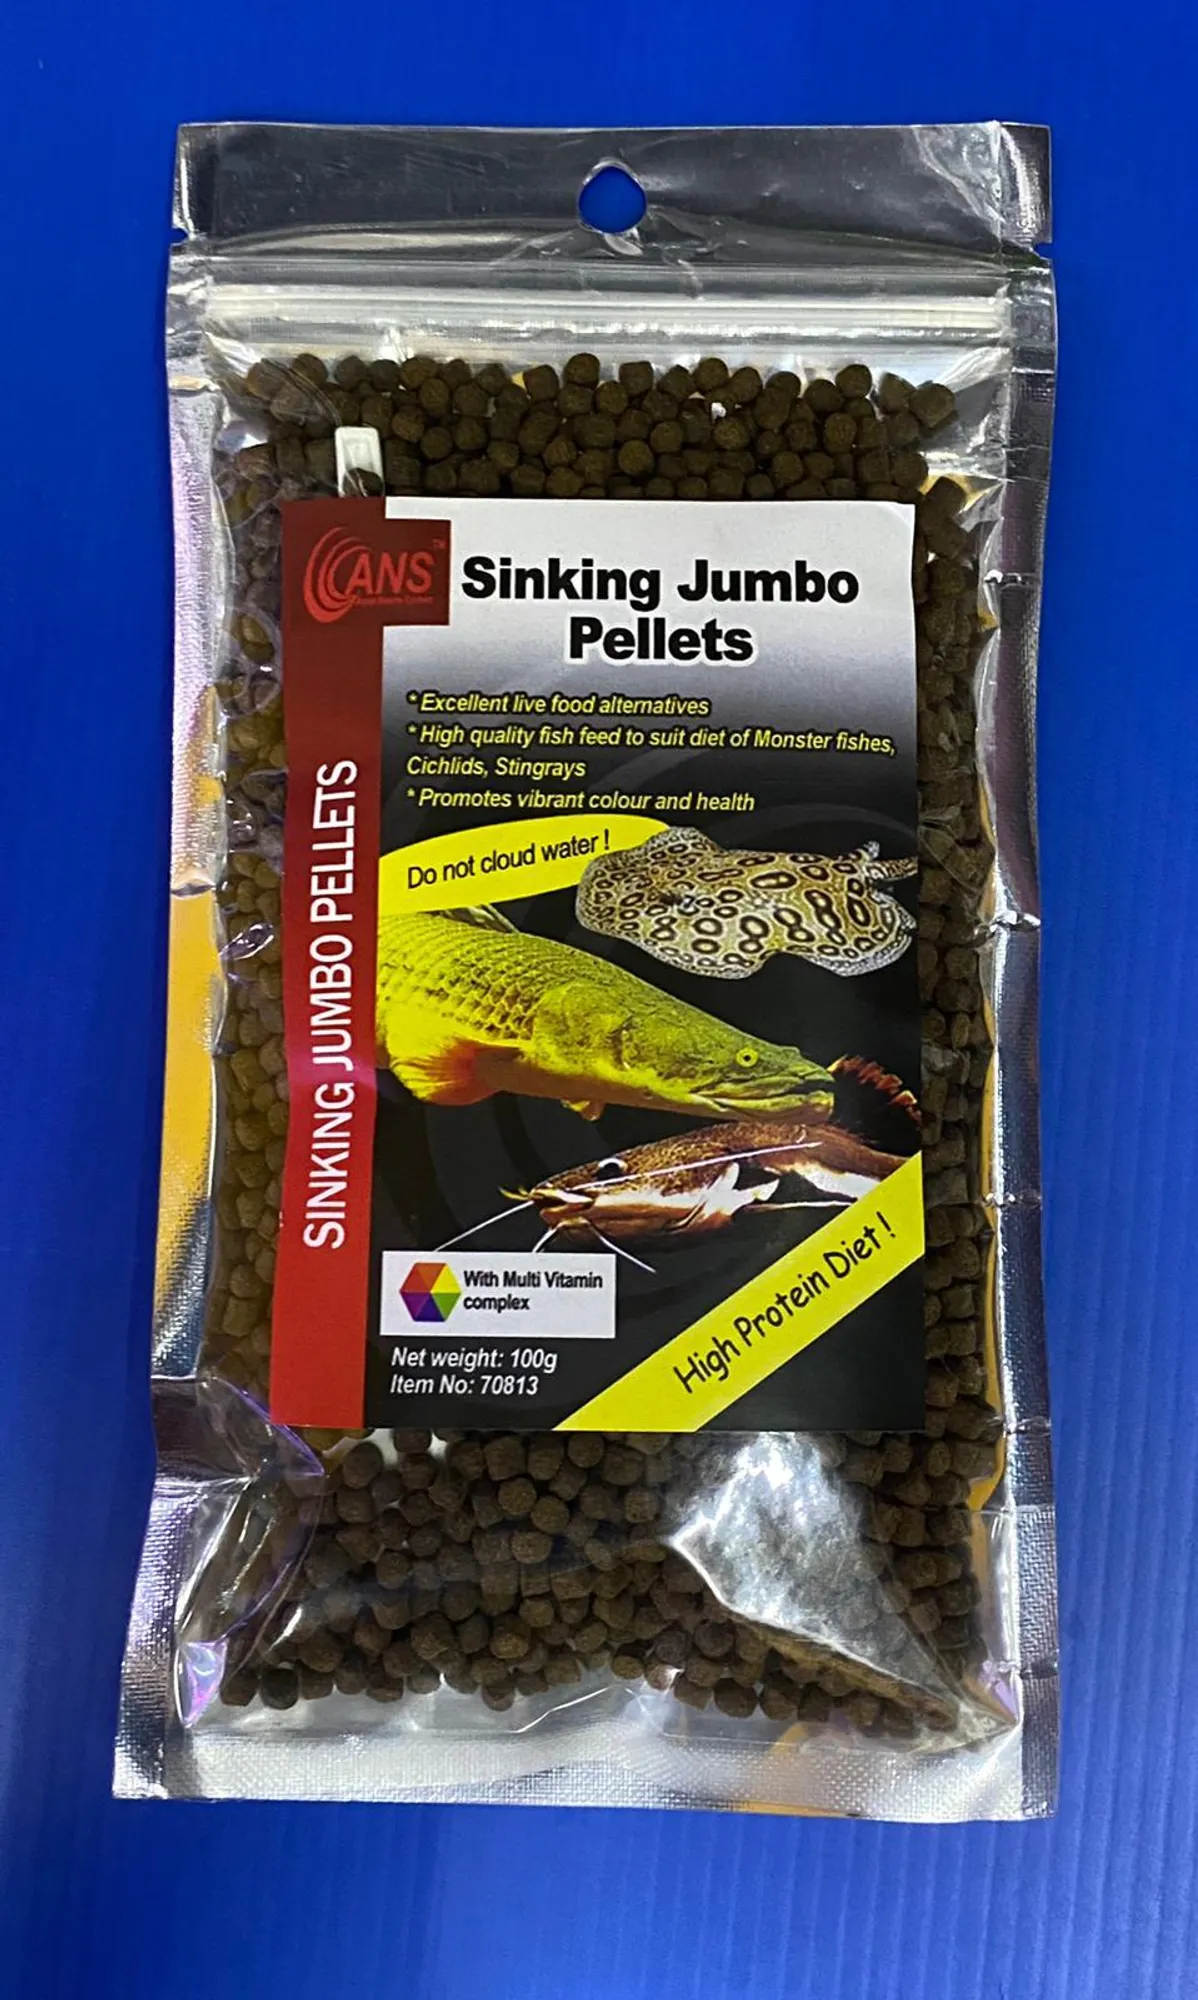 ANS
TM
Sinking Jumbo
Pellets
* Excellent live food alternatives
* High quality fish feed to suit diet of Monster fishes,
Cichlids, Stingrays
* Promotes vibrant colour and health
Do not cloud water !
SINKING JUMBO PELLETS
With Multi Vitamin
complex
Net weight: 100g
Item No: 70813
High Protein Diet !